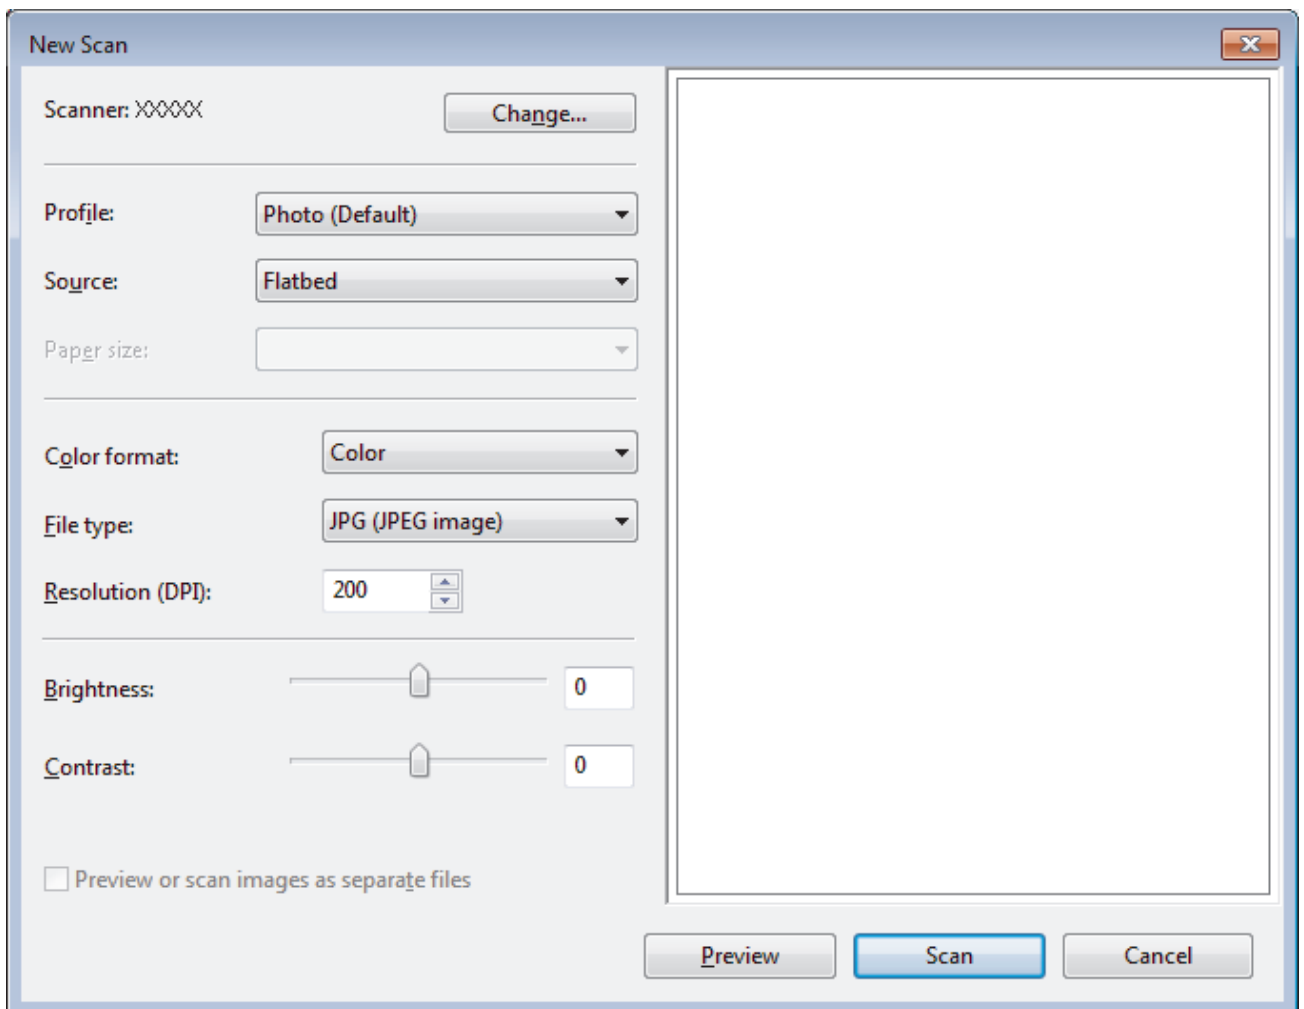 New Scan
Scanner: XXXXX
Change...
Profile:
Photo (Default)
Source:
Flatbed
Paper size:
Color format:
Color
File type:
JPG (JPEG image)
Resolution (DPI):
200
Brightness:
0
Contrast:
0
Preview or scan images as separate files
Preview
Scan
Cancel